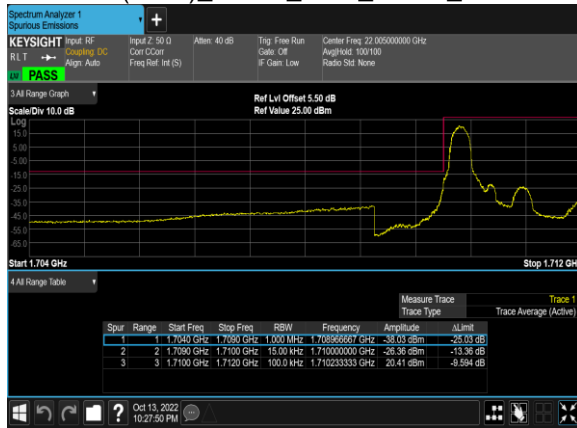 Spectrum Analyzer 1
Spurious Emissions
KEYSIGHT Input: RF Input Z: 50 Ω Atten: 40 dB Trig: Free Run Center Freq: 22.005000000 GHz
RLT Coupling: DC Corr CCorr Gate: Off Avg|Hold: 100/100
Align: Auto Freq Ref: Int (S) IF Gain: Low Radio Std: None
LW PASS
3 All Range Graph
Ref Lvl Offset 5.50 dB
Scale/Div 10.0 dB Ref Value 25.00 dBm
Log
15.0
5.00
-5.00
-15.0
-25.0
-35.0
-45.0
-55.0
-65.0
Start 1.704 GHz Stop 1.712 GH
4 All Range Table
Measure Trace Trace 1
Trace Type Trace Average (Active)
Spur Range Start Freq Stop Freq RBW Frequency Amplitude ΔLimit
1 1 1.7040 GHz 1.7090 GHz 1.000 MHz 1.708966667 GHz -38.03 dBm -25.03 dB
2 2 1.7090 GHz 1.7100 GHz 15.00 kHz 1.710000000 GHz -26.36 dBm -13.36 dB
3 3 1.7100 GHz 1.7120 GHz 100.0 kHz 1.710233333 GHz 20.41 dBm -9.594 dB
Oct 13, 2022
10:27:50 PM